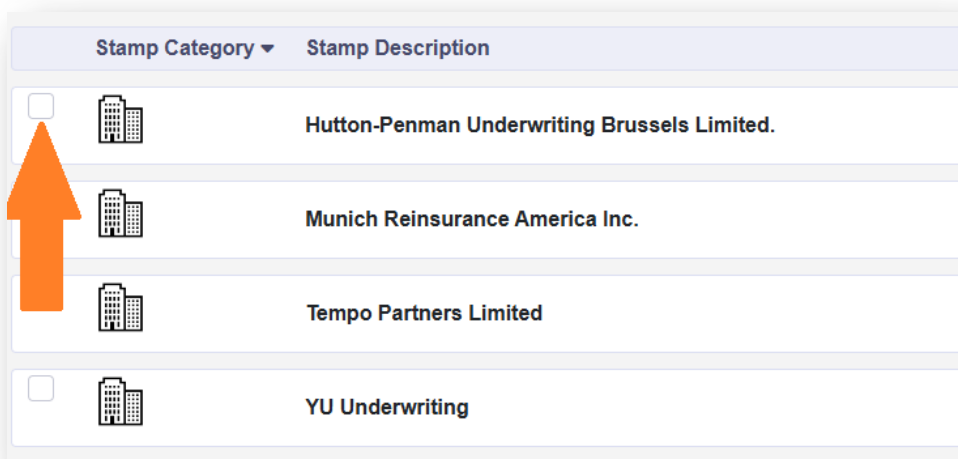 Stamp Category Stamp Description
Hutton-Penman Underwriting Brussels Limited.
Munich Reinsurance America Inc.
Tempo Partners Limited
YU Underwriting